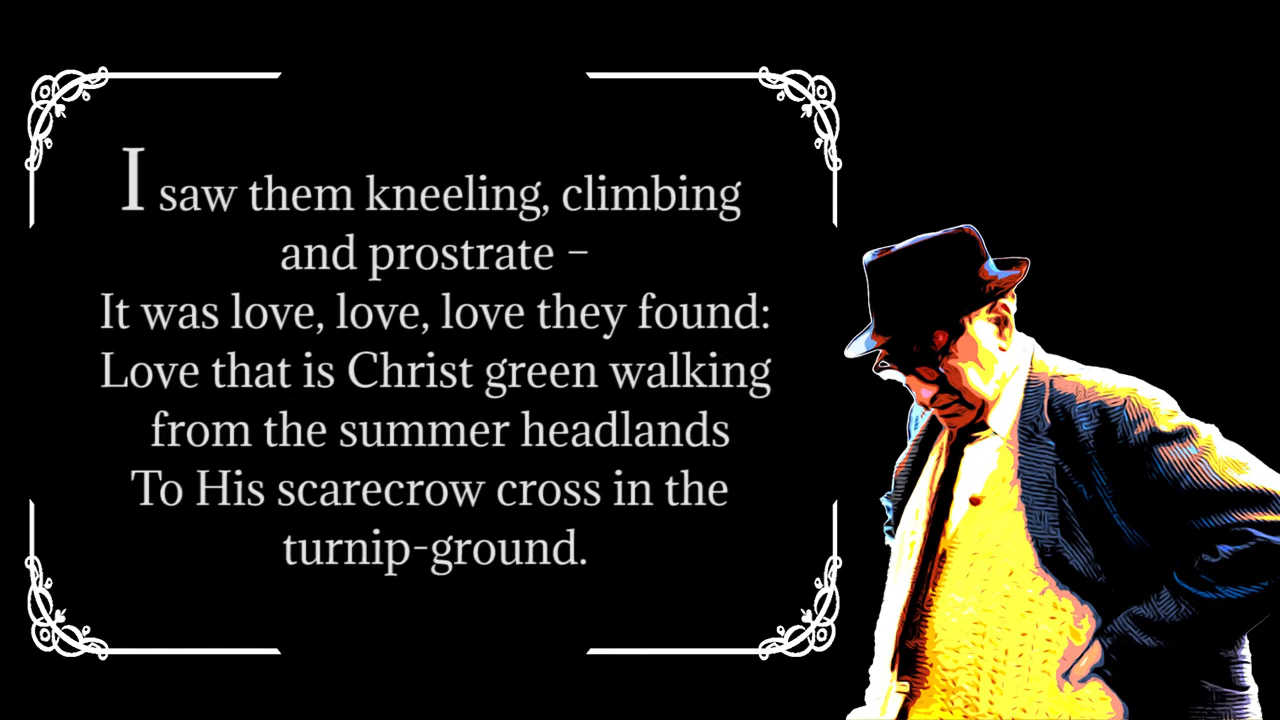 I saw them kneeling, climbing
and prostrate –
It was love, love, love they found:
Love that is Christ green walking
from the summer headlands
To His scarecrow cross in the
turnip-ground.